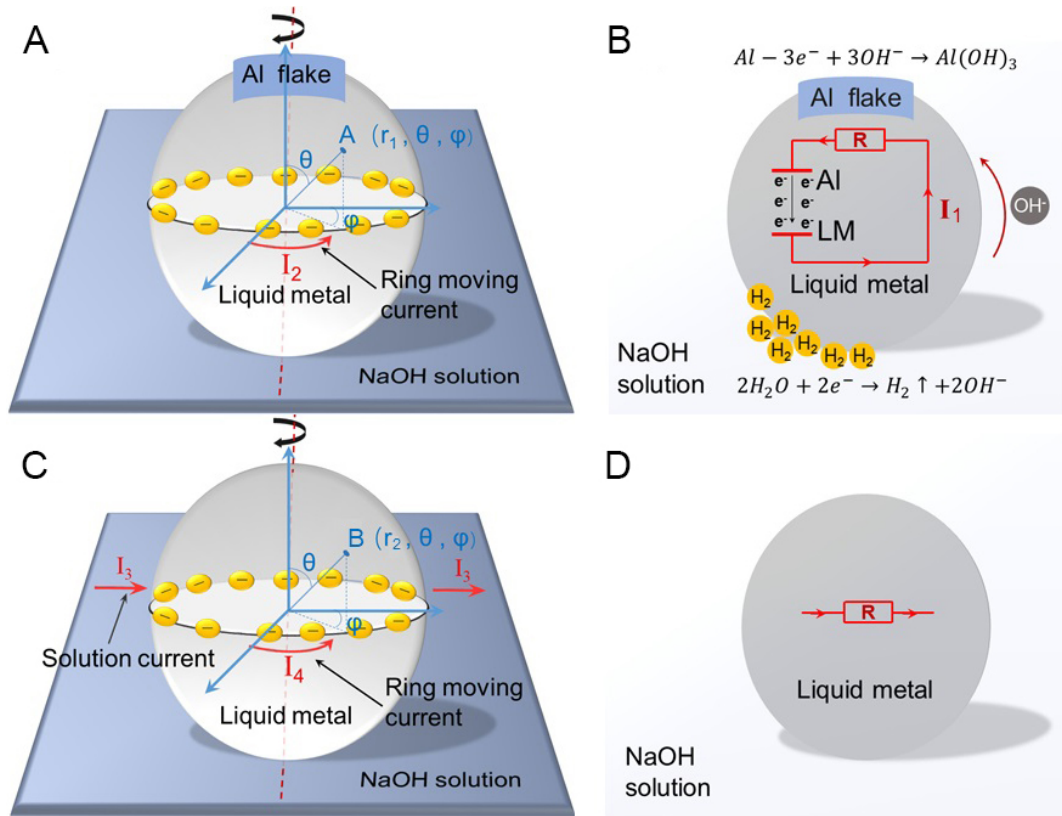 A
Al flake
A (r₁, θ, φ)
θ
φ
I₂
Ring moving
current
Liquid metal
NaOH solution
B
Al − 3e⁻ + 3OH⁻ → Al(OH)₃
Al flake
R
e⁻ e⁻ Al
e⁻ e⁻
e⁻ e⁻ LM
I₁
OH⁻
Liquid metal
H₂
H₂ H₂
H₂ H₂ H₂ H₂
NaOH
solution
2H₂O + 2e⁻ → H₂ ↑ +2OH⁻
C
B (r₂, θ, φ)
θ
I₃
I₃
φ
Solution current
I₄
Ring moving
current
Liquid metal
NaOH solution
D
R
Liquid metal
NaOH
solution